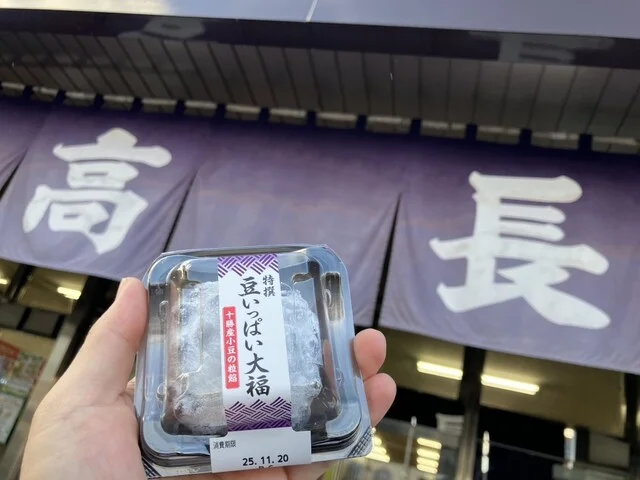 高
長
特撰
豆いっぱい大福
十勝産小豆の粒餡
消費期限
25.11.20